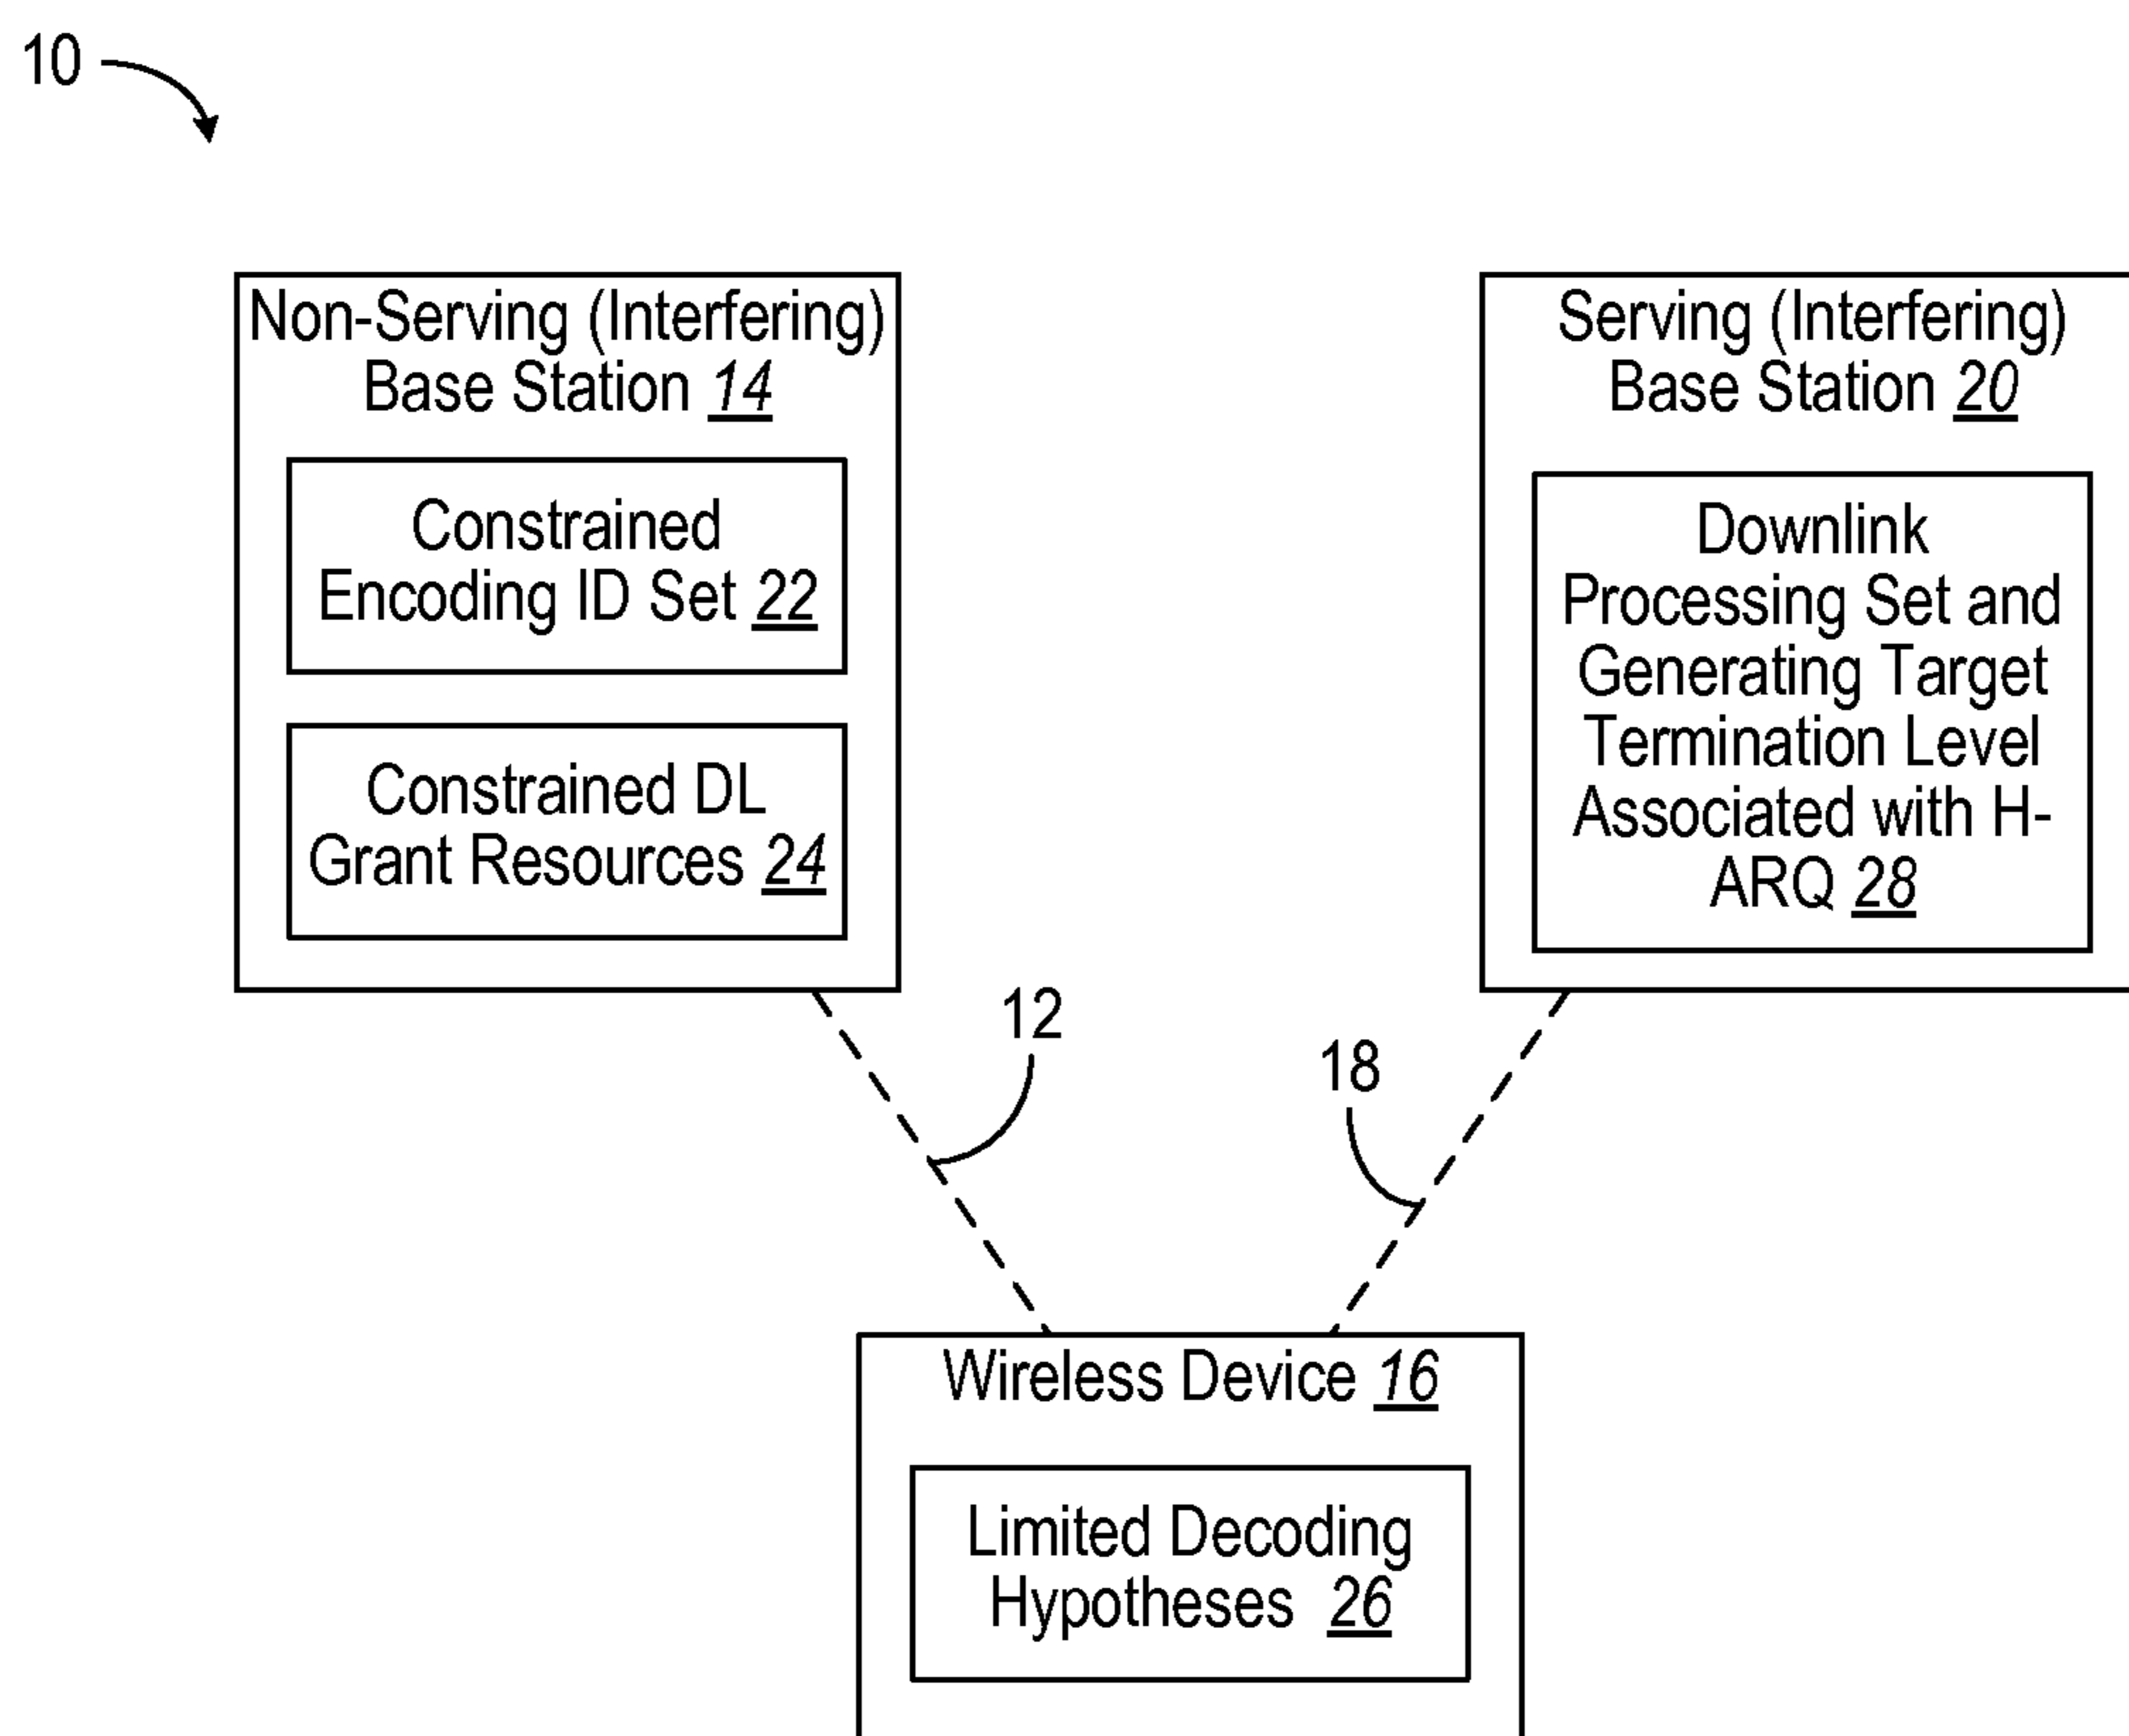 10
Non-Serving (Interfering)
Base Station 14
Constrained
Encoding ID Set 22
Constrained DL
Grant Resources 24
Serving (Interfering)
Base Station 20
Downlink
Processing Set and
Generating Target
Termination Level
Associated with H-
ARQ 28
12
18
Wireless Device 16
Limited Decoding
Hypotheses 26